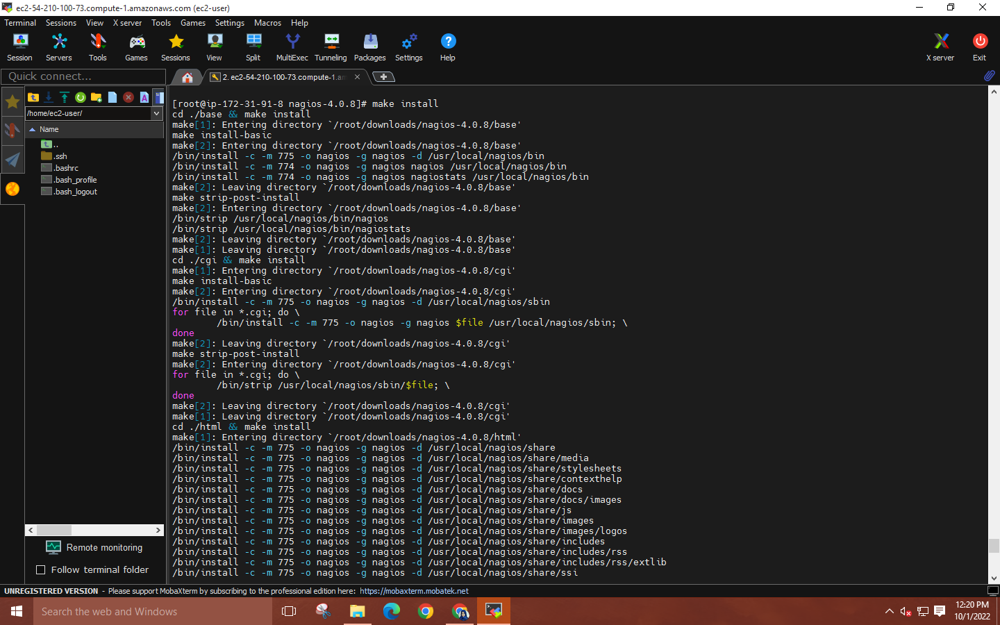 ec2-54-210-100-73.compute-1.amazonaws.com (ec2-user)
Terminal Sessions View X server Tools Games Settings Macros Help
Session Servers Tools Games Sessions View Split MultiExec Tunneling Packages Settings Help X server Exit
Quick connect...
2. ec2-54-210-100-73.compute-1.am
/home/ec2-user/
Name
..
.ssh
.bashrc
.bash_profile
.bash_logout
Remote monitoring
Follow terminal folder
[root@ip-172-31-91-8 nagios-4.0.8]# make install
cd ./base && make install
make[1]: Entering directory `/root/downloads/nagios-4.0.8/base'
make install-basic
make[2]: Entering directory `/root/downloads/nagios-4.0.8/base'
/bin/install -c -m 775 -o nagios -g nagios -d /usr/local/nagios/bin
/bin/install -c -m 774 -o nagios -g nagios nagios /usr/local/nagios/bin
/bin/install -c -m 774 -o nagios -g nagios nagiostats /usr/local/nagios/bin
make[2]: Leaving directory `/root/downloads/nagios-4.0.8/base'
make strip-post-install
make[2]: Entering directory `/root/downloads/nagios-4.0.8/base'
/bin/strip /usr/local/nagios/bin/nagios
/bin/strip /usr/local/nagios/bin/nagiostats
make[2]: Leaving directory `/root/downloads/nagios-4.0.8/base'
make[1]: Leaving directory `/root/downloads/nagios-4.0.8/base'
cd ./cgi && make install
make[1]: Entering directory `/root/downloads/nagios-4.0.8/cgi'
make install-basic
make[2]: Entering directory `/root/downloads/nagios-4.0.8/cgi'
/bin/install -c -m 775 -o nagios -g nagios -d /usr/local/nagios/sbin
for file in *.cgi; do \
/bin/install -c -m 775 -o nagios -g nagios $file /usr/local/nagios/sbin; \
done
make[2]: Leaving directory `/root/downloads/nagios-4.0.8/cgi'
make strip-post-install
make[2]: Entering directory `/root/downloads/nagios-4.0.8/cgi'
for file in *.cgi; do \
/bin/strip /usr/local/nagios/sbin/$file; \
done
make[2]: Leaving directory `/root/downloads/nagios-4.0.8/cgi'
make[1]: Leaving directory `/root/downloads/nagios-4.0.8/cgi'
cd ./html && make install
make[1]: Entering directory `/root/downloads/nagios-4.0.8/html'
/bin/install -c -m 775 -o nagios -g nagios -d /usr/local/nagios/share
/bin/install -c -m 775 -o nagios -g nagios -d /usr/local/nagios/share/media
/bin/install -c -m 775 -o nagios -g nagios -d /usr/local/nagios/share/stylesheets
/bin/install -c -m 775 -o nagios -g nagios -d /usr/local/nagios/share/contexthelp
/bin/install -c -m 775 -o nagios -g nagios -d /usr/local/nagios/share/docs
/bin/install -c -m 775 -o nagios -g nagios -d /usr/local/nagios/share/docs/images
/bin/install -c -m 775 -o nagios -g nagios -d /usr/local/nagios/share/js
/bin/install -c -m 775 -o nagios -g nagios -d /usr/local/nagios/share/images
/bin/install -c -m 775 -o nagios -g nagios -d /usr/local/nagios/share/images/logos
/bin/install -c -m 775 -o nagios -g nagios -d /usr/local/nagios/share/includes
/bin/install -c -m 775 -o nagios -g nagios -d /usr/local/nagios/share/includes/rss
/bin/install -c -m 775 -o nagios -g nagios -d /usr/local/nagios/share/includes/rss/extlib
/bin/install -c -m 775 -o nagios -g nagios -d /usr/local/nagios/share/ssi
UNREGISTERED VERSION - Please support MobaXterm by subscribing to the professional edition here: https://mobaxterm.mobatek.net
Search the web and Windows
12:20 PM
10/1/2022